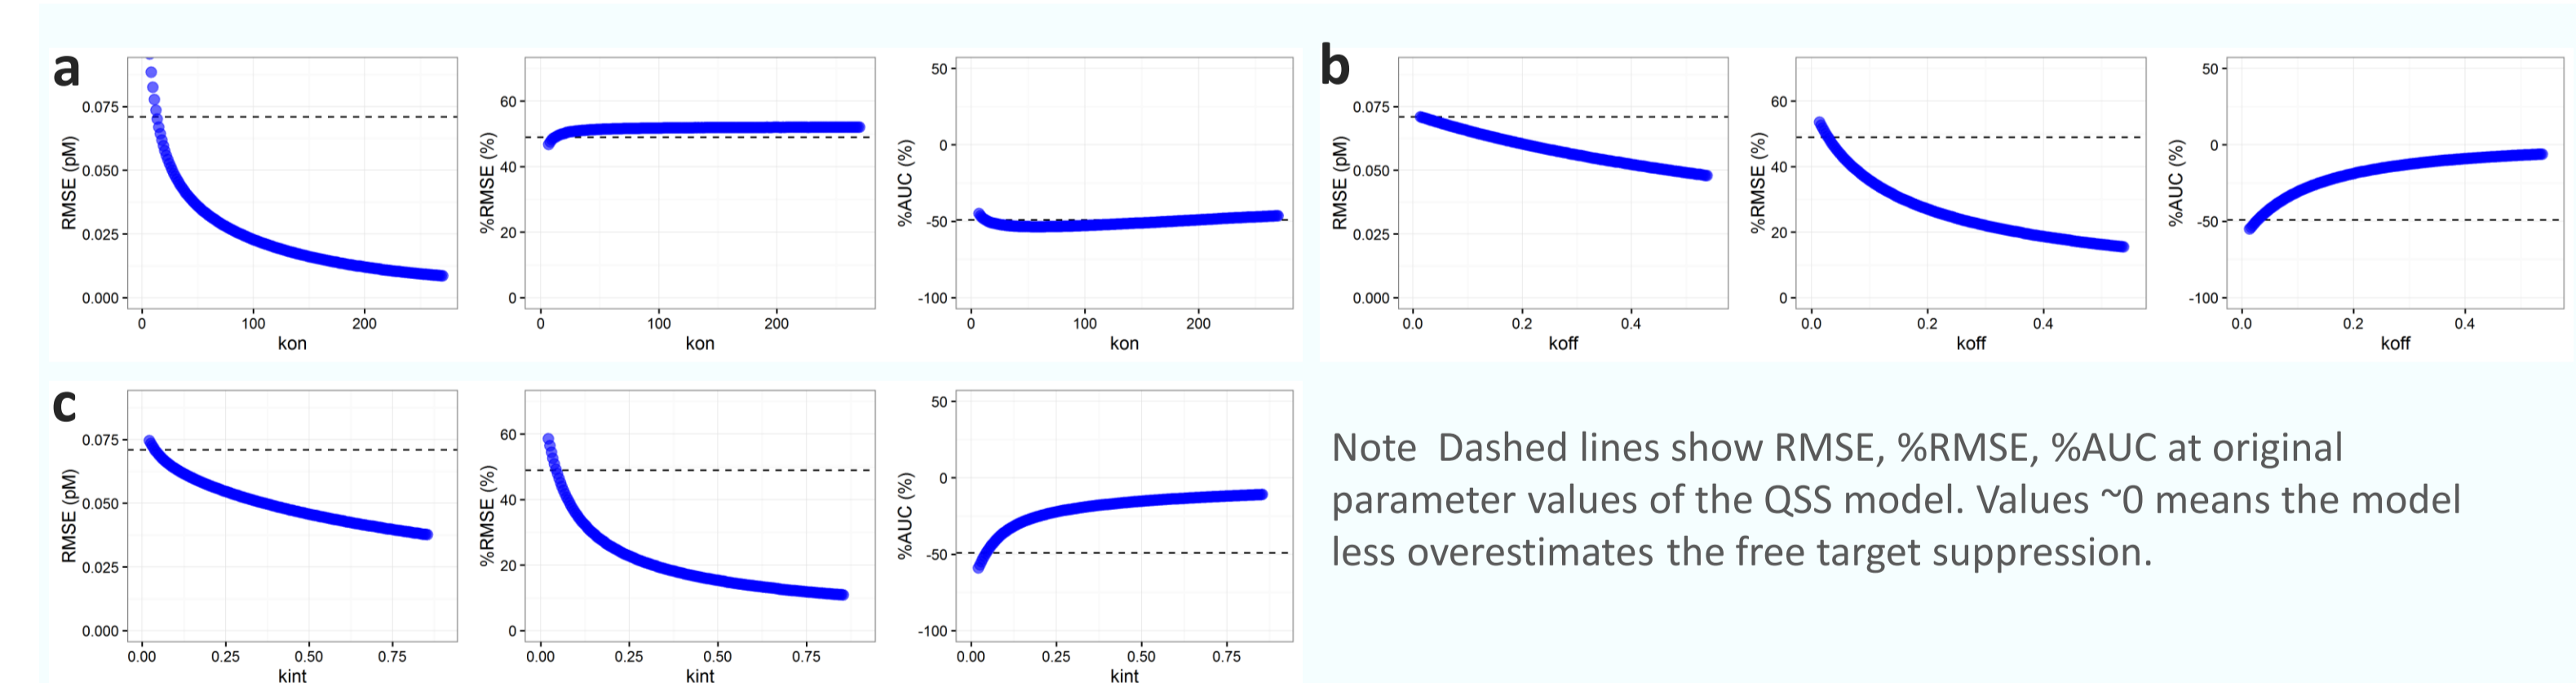 a
0.075
0.050
0.025
0.000
RMSE (pM)
0 100 200
kon
60
40
20
0
%RMSE (%)
0 100 200
kon
50
0
-50
-100
%AUC (%)
0 100 200
kon
b
0.075
0.050
0.025
0.000
RMSE (pM)
0.0 0.2 0.4
koff
60
40
20
0
%RMSE (%)
0.0 0.2 0.4
koff
50
0
-50
-100
%AUC (%)
0.0 0.2 0.4
koff
c
0.075
0.050
0.025
0.000
RMSE (pM)
0.00 0.25 0.50 0.75
kint
60
40
20
0
%RMSE (%)
0.00 0.25 0.50 0.75
kint
50
0
-50
-100
%AUC (%)
0.00 0.25 0.50 0.75
kint
Note Dashed lines show RMSE, %RMSE, %AUC at original
parameter values of the QSS model. Values ~0 means the model
less overestimates the free target suppression.